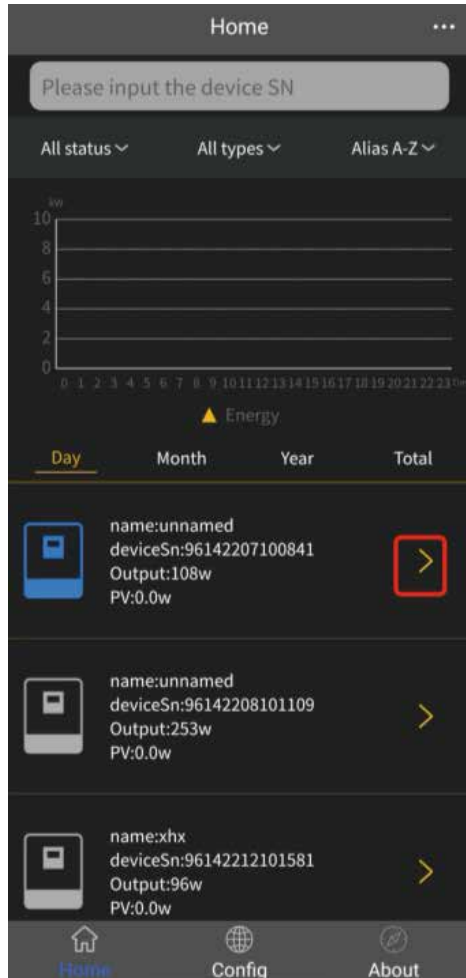 Home
...
Please input the device SN
All status All types Alias A-Z
kw
10
8
6
4
2
0
0 1 2 3 4 5 6 7 8 9 10 11 12 13 14 15 16 17 18 19 20 21 22 23
Energy
Day Month Year Total
name:unnamed
deviceSn:96142207100841
Output:108w
PV:0.0w
name:unnamed
deviceSn:96142208101109
Output:253w
PV:0.0w
name:xhx
deviceSn:96142212101581
Output:96w
PV:0.0w
Home Config About